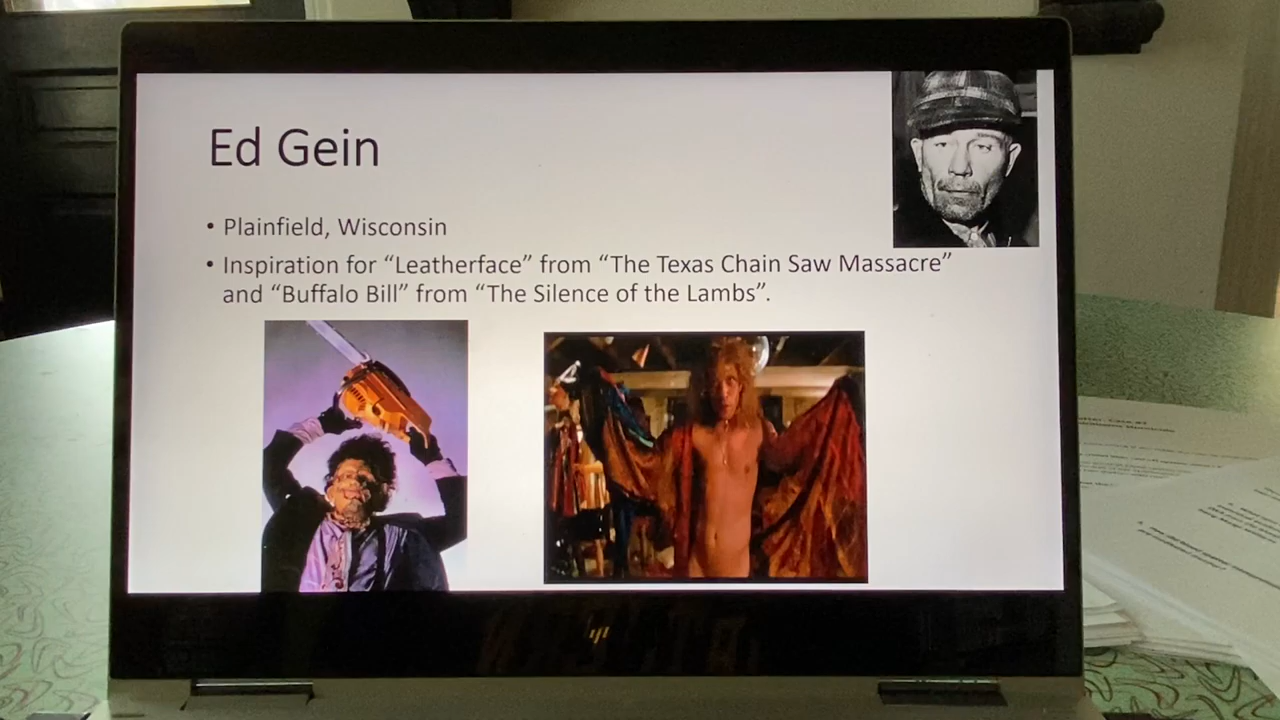 Ed Gein
• Plainfield, Wisconsin
• Inspiration for “Leatherface” from “The Texas Chain Saw Massacre”
and “Buffalo Bill” from “The Silence of the Lambs”.